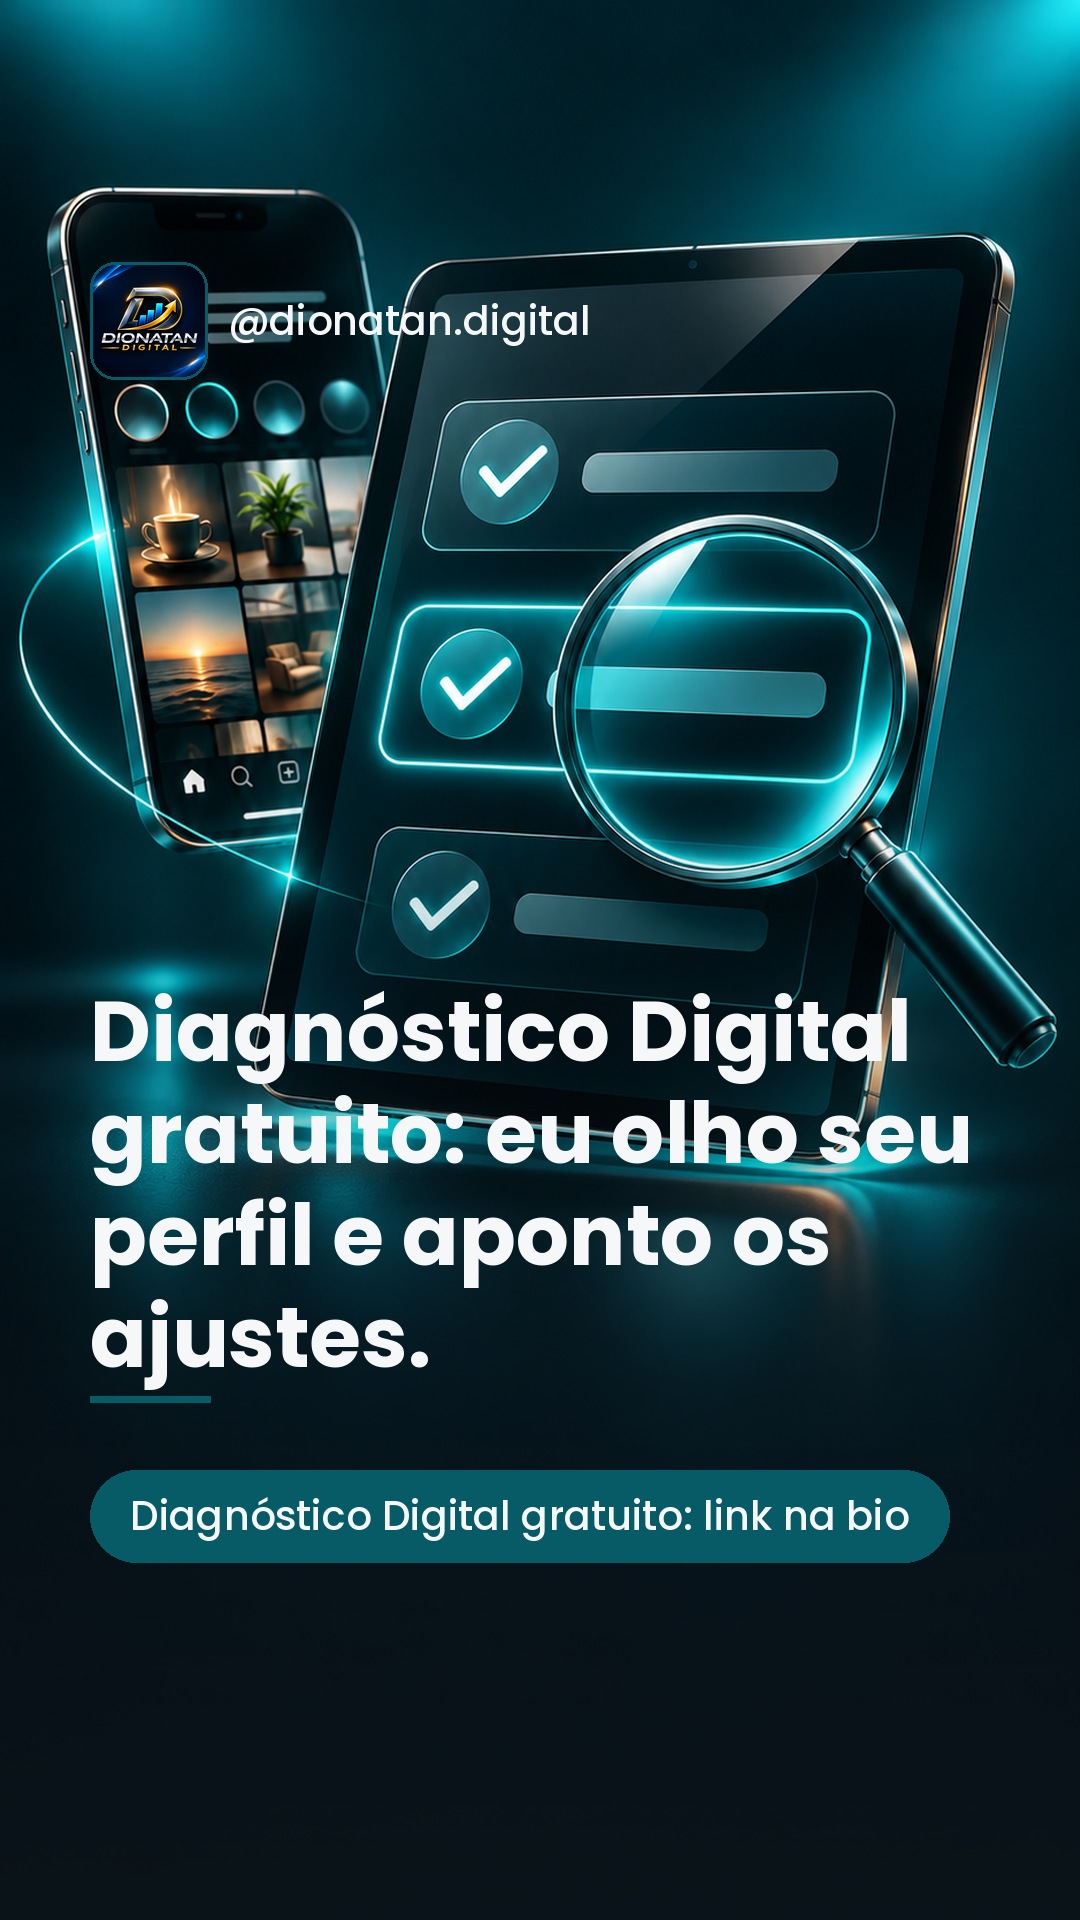 DIONATAN
DIGITAL
@dionatan.digital
Diagnóstico Digital
gratuito: eu olho seu
perfil e aponto os
ajustes.
Diagnóstico Digital gratuito: link na bio